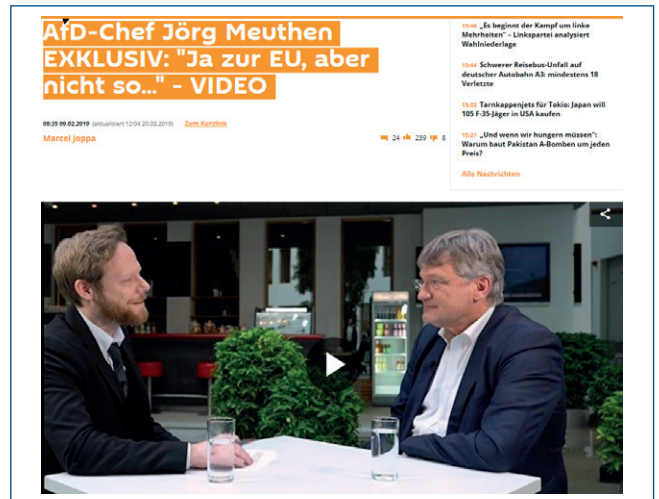 AfD-Chef Jörg Meuthen
EXKLUSIV: "Ja zur EU, aber
nicht so..." - VIDEO
08:35 09.02.2019 (aktualisiert 12:04 20.03.2019) Zum Kurzlink
Marcel Joppa
24 239 8
15:48 „Es beginnt der Kampf um linke
Mehrheiten“ – Linkspartei analysiert
Wahlniederlage
15:44 Schwerer Reisebus-Unfall auf
deutscher Autobahn A3: mindestens 18
Verletzte
15:33 Tarnkappenjets für Tokio: Japan will
105 F-35-Jäger in USA kaufen
15:27 „Und wenn wir hungern müssen“:
Warum baut Pakistan A-Bomben um jeden
Preis?
Alle Nachrichten